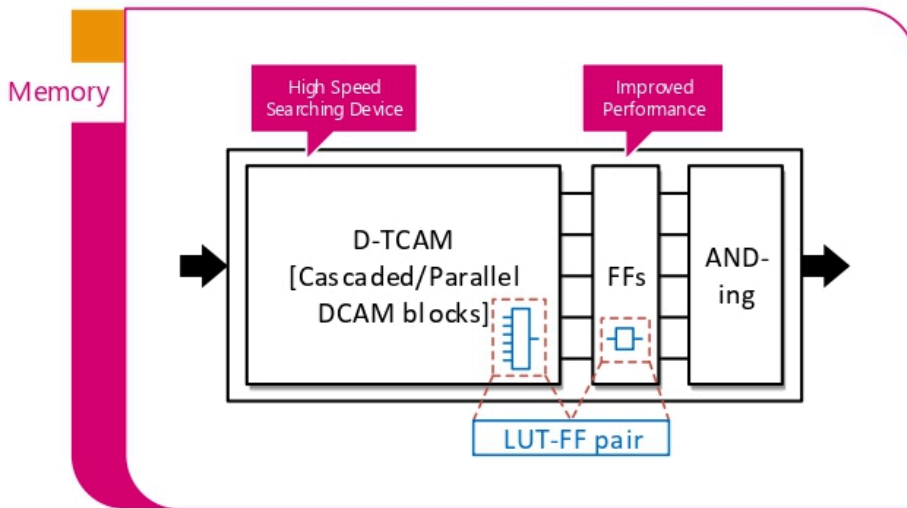 Memory
High Speed
Searching Device
Improved
Performance
D-TCAM
[Cascaded/Parallel
DCAM blocks]
FFs
AND-
ing
LUT-FF pair